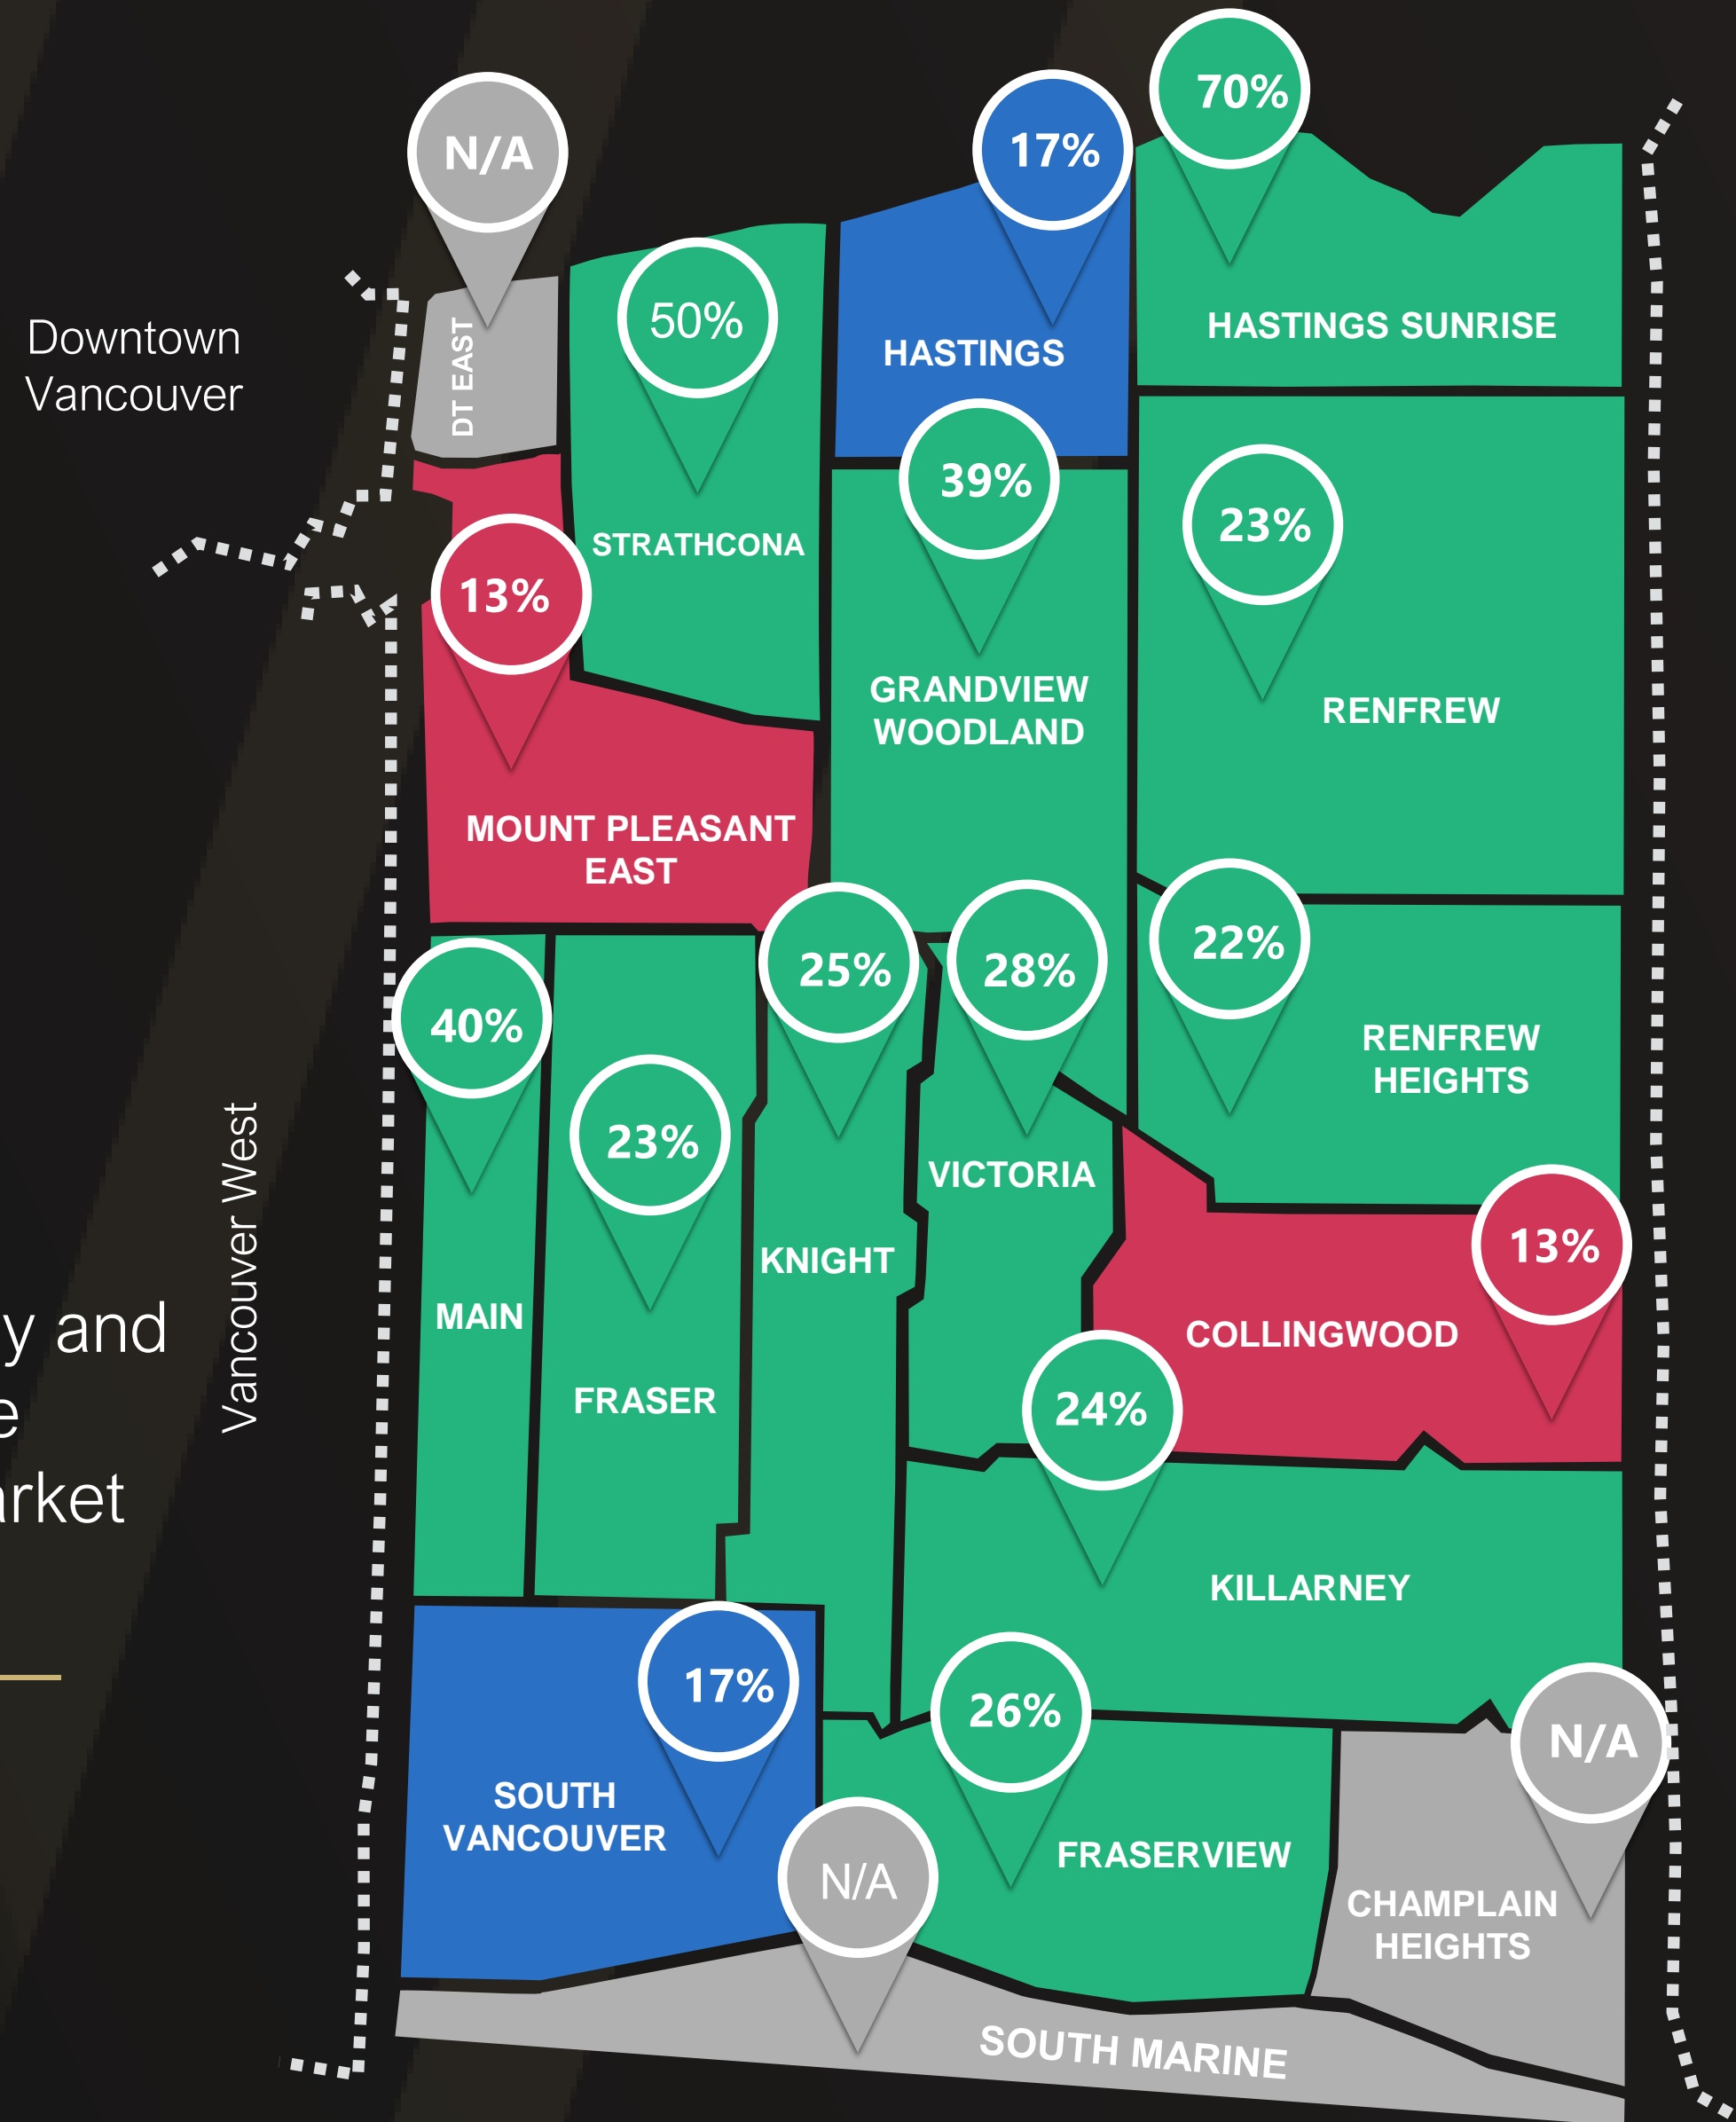 70%
N/A
17%
50%
Downtown
Vancouver
DT EAST
HASTINGS
HASTINGS SUNRISE
39%
23%
STRATHCONA
13%
GRANDVIEW
WOODLAND
RENFREW
MOUNT PLEASANT
EAST
25%
28%
22%
40%
RENFREW
HEIGHTS
23%
VICTORIA
Vancouver West
KNIGHT
13%
MAIN
COLLINGWOOD
y and
FRASER
24%
e
arket
KILLARNEY
17%
26%
N/A
SOUTH
VANCOUVER
FRASERVIEW
N/A
CHAMPLAIN
HEIGHTS
SOUTH MARINE